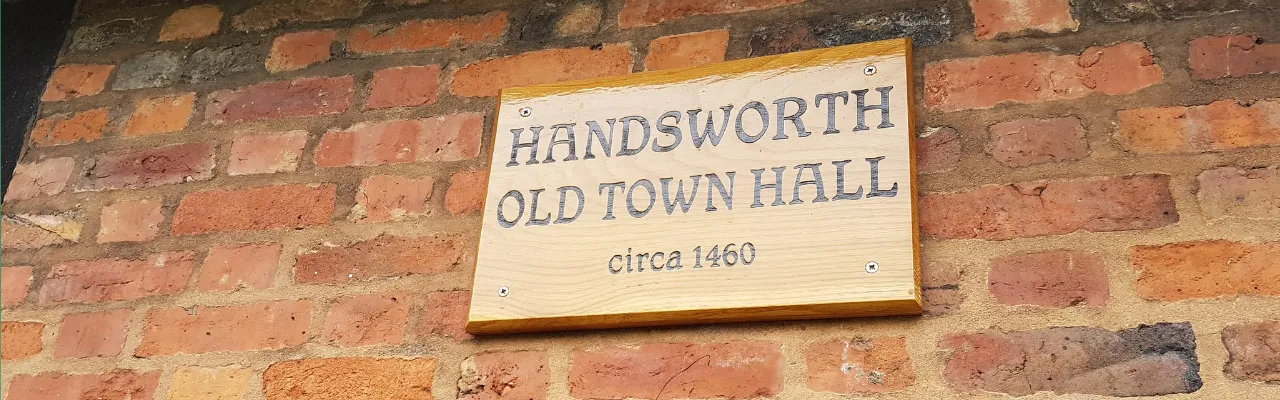 HANDSWORTH
OLD TOWN HALL
circa 1460